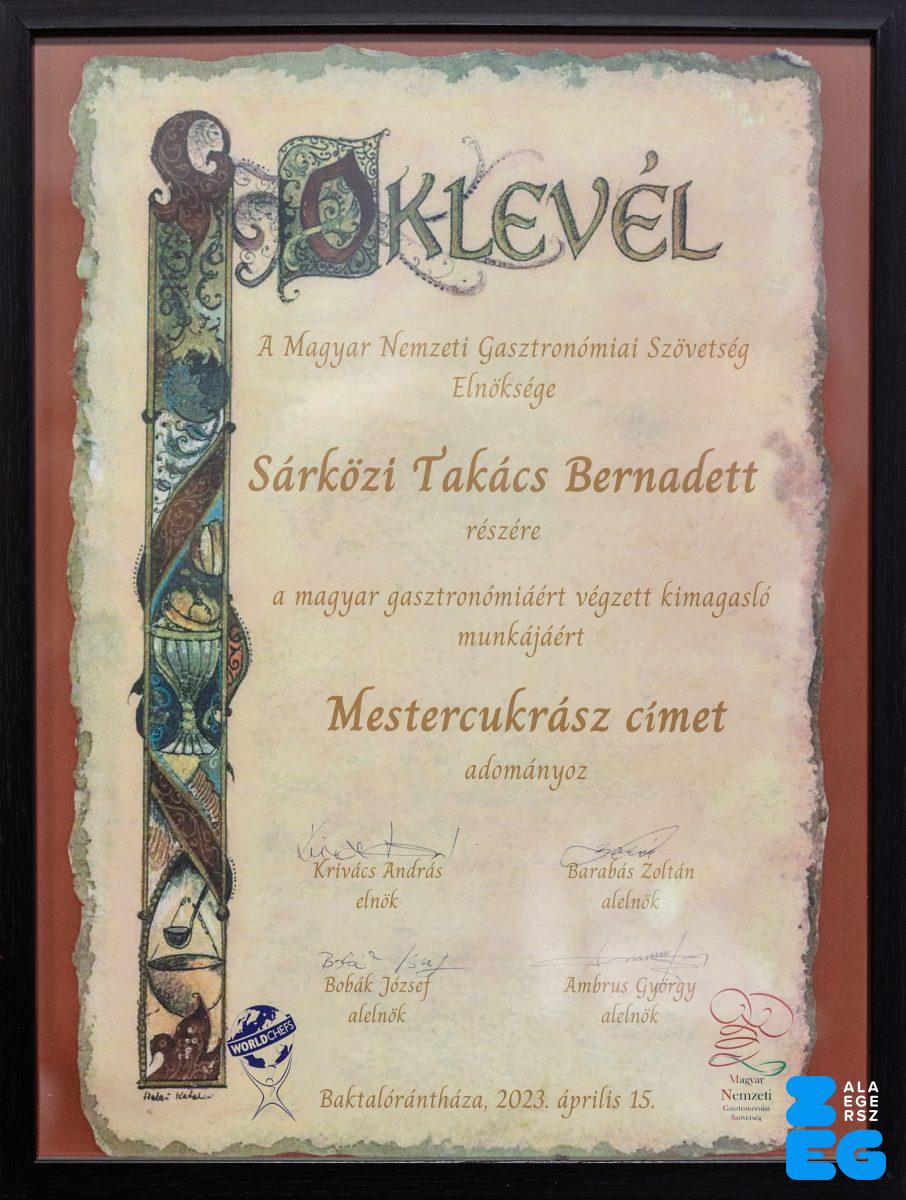 OKLEVÉL
A Magyar Nemzeti Gasztronómiai Szövetség
Elnöksége
Sárközi Takács Bernadett
részére
a magyar gasztronómiáért végzett kimagasló
munkájáért
Mestercukrász címet
adományoz
Krivács András
elnök
Barabás Zoltán
alelnök
Bobák József
alelnök
Ambrus György
alelnök
WORLDCHEFS
Baktalórántháza, 2023. április 15.
Magyar
Nemzeti
Gasztronómiai
Szövetség
ZALA
EGE
RSZ
EG